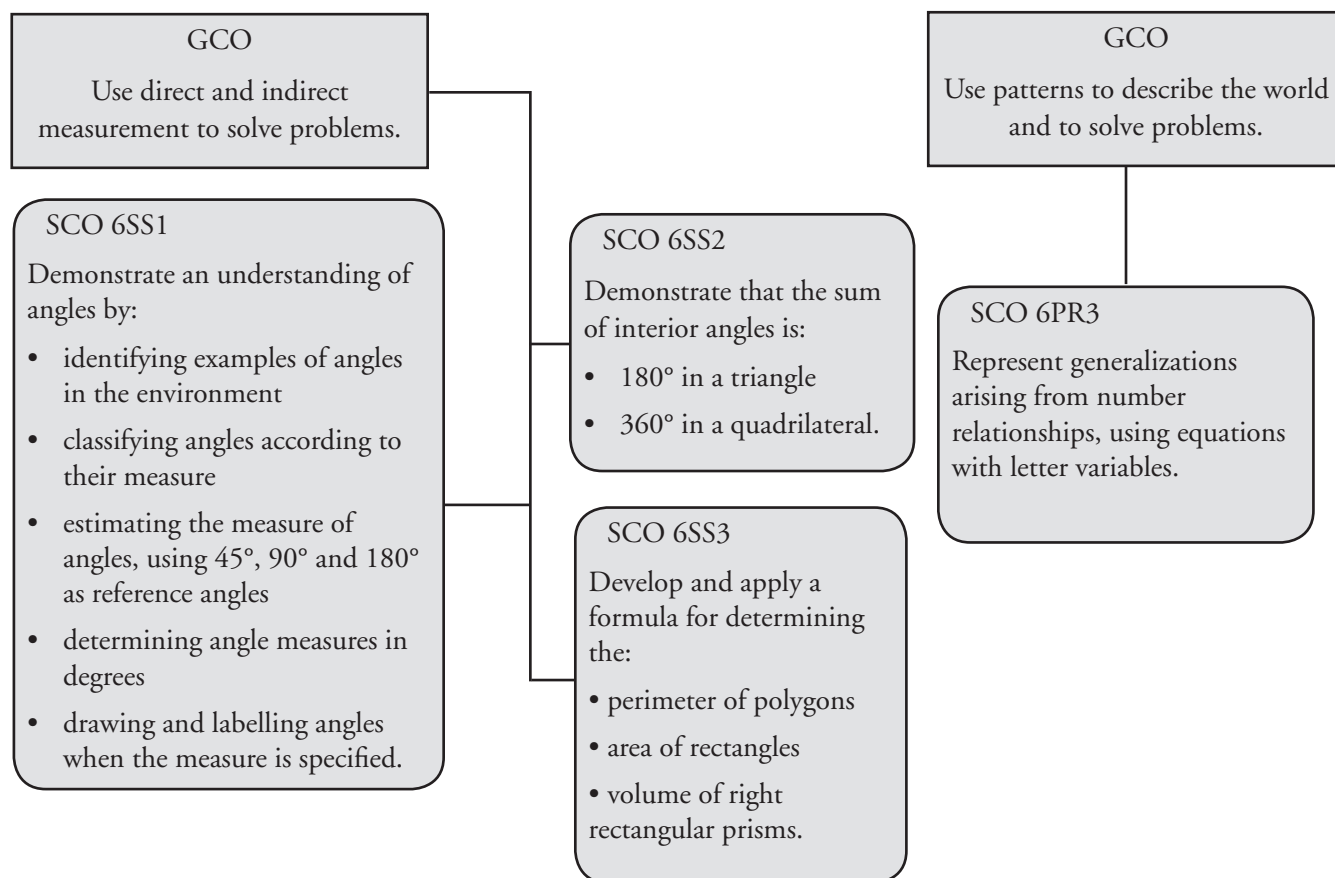 GCO
Use direct and indirect
measurement to solve problems.
SCO 6SS1
Demonstrate an understanding of
angles by:
• identifying examples of angles
in the environment
• classifying angles according to
their measure
• estimating the measure of
angles, using 45°, 90° and 180°
as reference angles
• determining angle measures in
degrees
• drawing and labelling angles
when the measure is specified.
SCO 6SS2
Demonstrate that the sum
of interior angles is:
• 180° in a triangle
• 360° in a quadrilateral.
SCO 6SS3
Develop and apply a
formula for determining
the:
• perimeter of polygons
• area of rectangles
• volume of right
rectangular prisms.
GCO
Use patterns to describe the world
and to solve problems.
SCO 6PR3
Represent generalizations
arising from number
relationships, using equations
with letter variables.